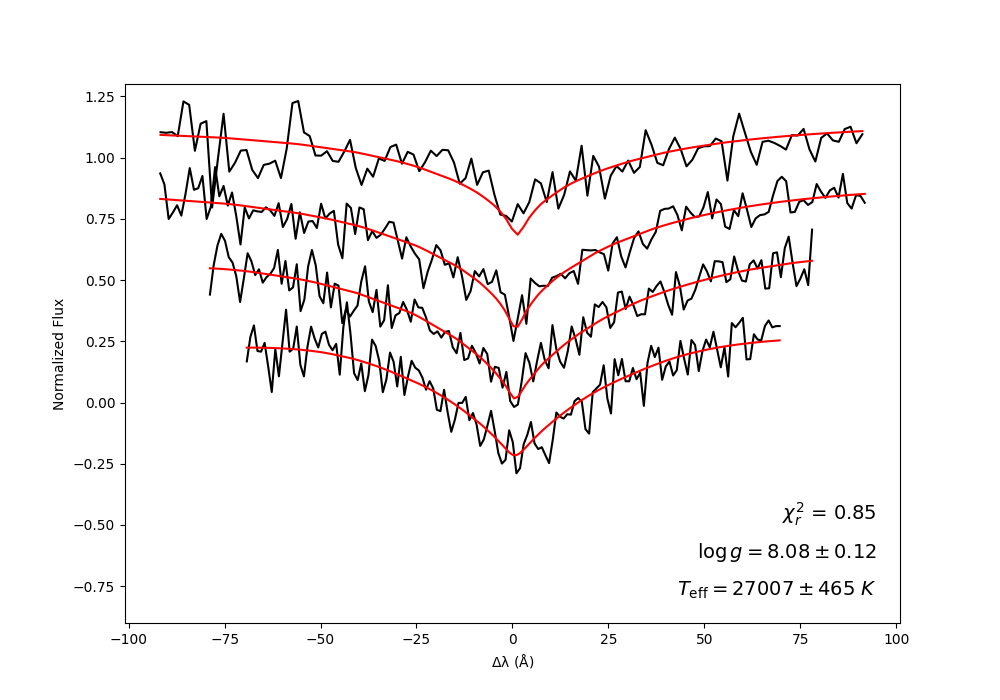 1.25
1.00
0.75
0.50
0.25
0.00
−0.25
−0.50
−0.75
Normalized Flux
χ²ᵣ = 0.85
log g = 8.08 ± 0.12
T_eff = 27007 ± 465 K
−100 −75 −50 −25 0 25 50 75 100
Δλ (Å)